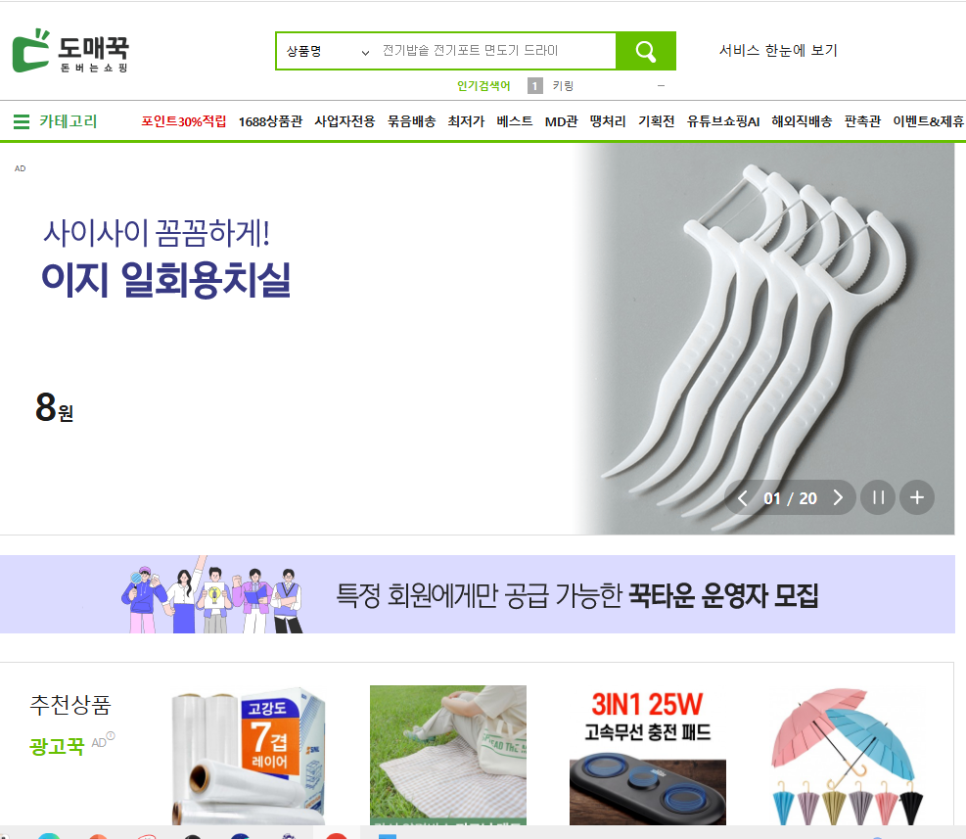 도매꾹
돈버는쇼핑
상품명 전기밥솥 전기포트 면도기 드라이
서비스 한눈에 보기
인기검색어 1 키링 –
카테고리 포인트30%적립 1688상품관 사업자전용 묶음배송 최저가 베스트 MD관 땡처리 기획전 유튜브쇼핑AI 해외직배송 판촉관 이벤트&제휴
AD
사이사이 꼼꼼하게!
이지 일회용치실
8원
01 / 20
특정 회원에게만 공급 가능한 꾹타운 운영자 모집
추천상품
광고꾹 AD
고강도
7겹
레이어
3IN1 25W
고속무선 충전 패드